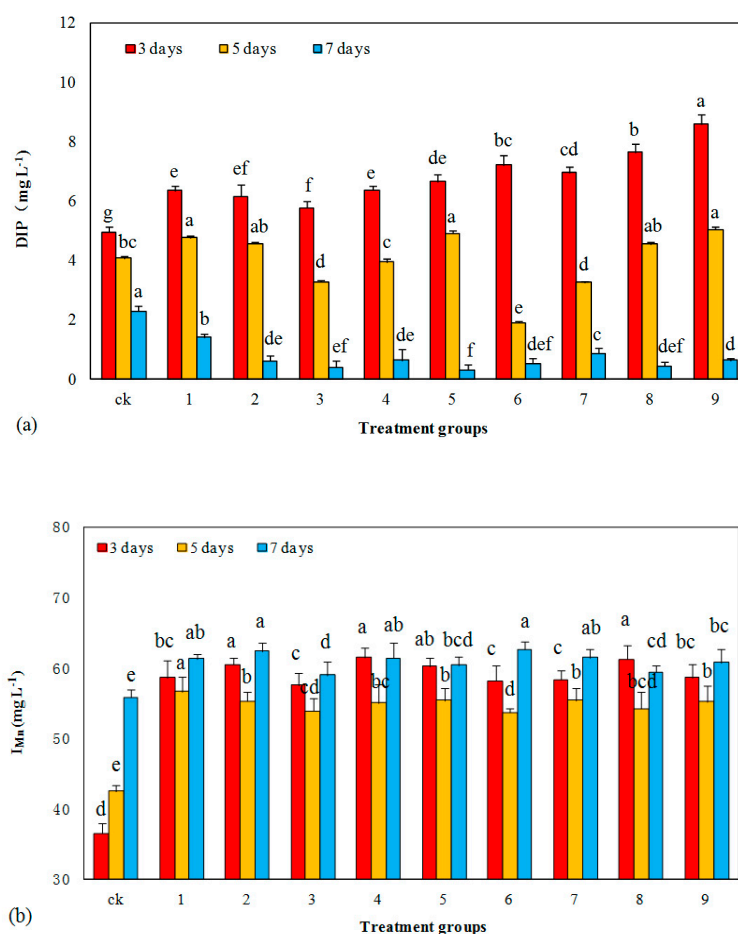 12
10
8
6
4
2
0
DIP (mg L-1)
3 days 5 days 7 days
g bc a
e a b
ef ab de
f d ef
e c de
de a f
bc e def
cd d c
b ab def
a a d
ck 1 2 3 4 5 6 7 8 9
(a)
Treatment groups
80
70
60
50
40
30
IMn(mg L-1)
3 days 5 days 7 days
d e e
bc a ab
a b a
c cd d
a bc ab
ab b bcd
c d a
c b ab
a bcd cd
bc b bc
ck 1 2 3 4 5 6 7 8 9
(b)
Treatment groups